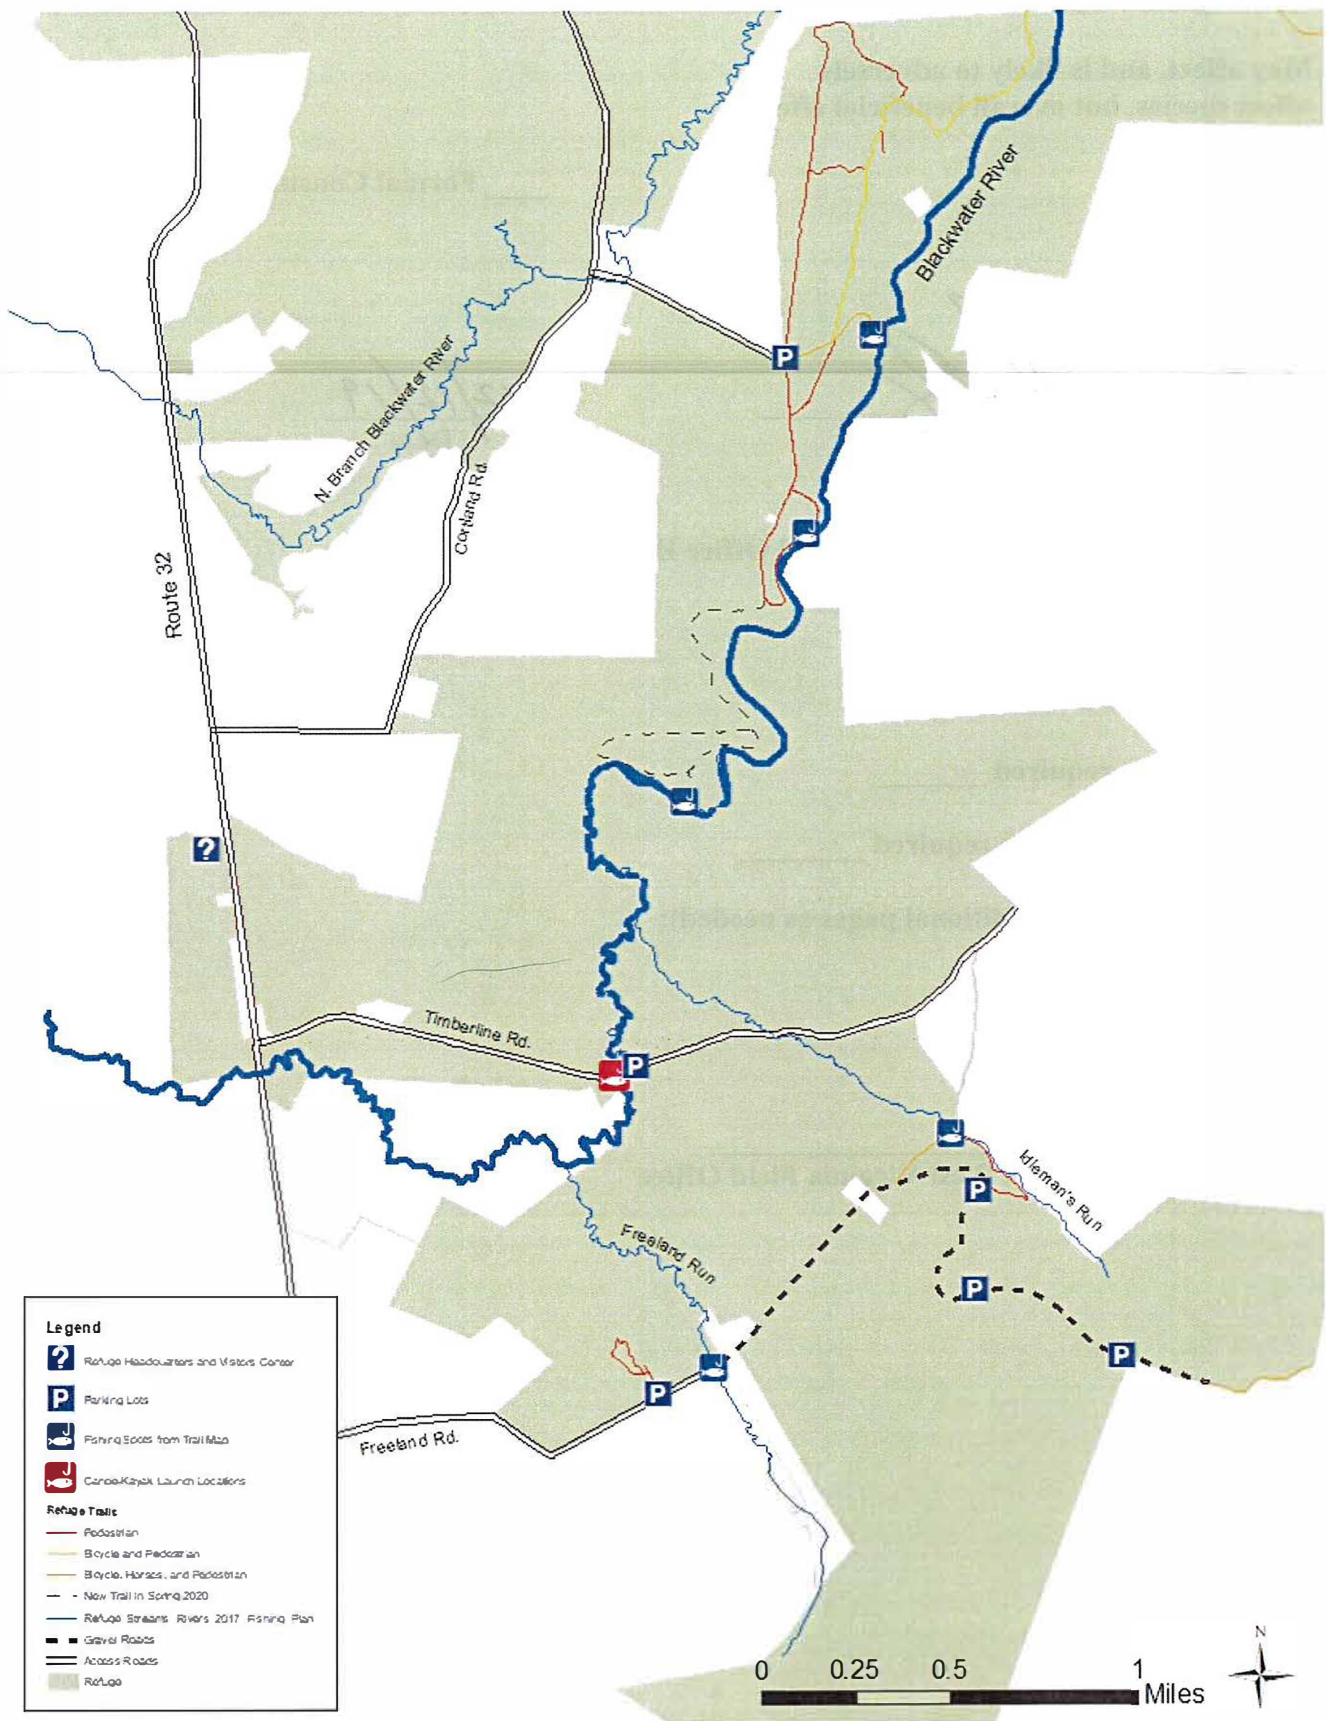 Blackwater River
N. Branch Blackwater River
Cortland Rd.
Route 32
Timberline Rd.
Idleman's Run
Freeland Run
Freeland Rd.
Legend
Refuge Headquarters and Visitors Center
Parking Lots
Fishing Spots from Trail Map
Canoe-Kayak Launch Locations
Refuge Trails
Pedestrian
Bicycle and Pedestrian
Bicycle, Horses, and Pedestrian
New Trail in Spring 2020
Refuge Streams Rivers 2017 Fishing Plan
Gravel Roads
Access Roads
Refuge
P
P
P
P
P
P
?
0 0.25 0.5 1
Miles
N